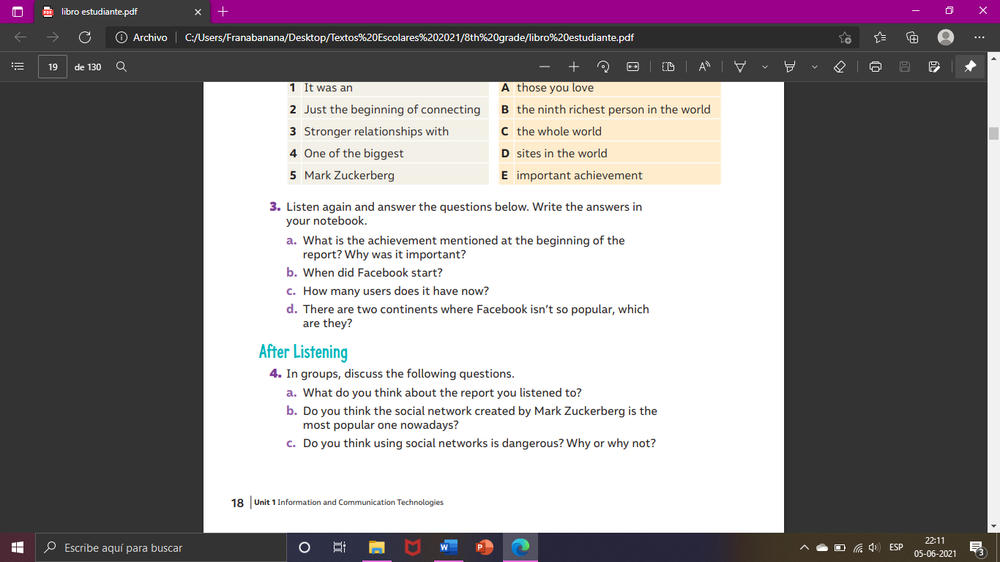 libro estudiante.pdf
Archivo C:/Users/Franabanana/Desktop/Textos%20Escolares%202021/8th%20grade/libro%20estudiante.pdf
19 de 130
1 It was an A those you love
2 Just the beginning of connecting B the ninth richest person in the world
3 Stronger relationships with C the whole world
4 One of the biggest D sites in the world
5 Mark Zuckerberg E important achievement
3. Listen again and answer the questions below. Write the answers in
your notebook.
a. What is the achievement mentioned at the beginning of the
report? Why was it important?
b. When did Facebook start?
c. How many users does it have now?
d. There are two continents where Facebook isn't so popular, which
are they?
After Listening
4. In groups, discuss the following questions.
a. What do you think about the report you listened to?
b. Do you think the social network created by Mark Zuckerberg is the
most popular one nowadays?
c. Do you think using social networks is dangerous? Why or why not?
18 Unit 1 Information and Communication Technologies
Escribe aquí para buscar
ESP
22:11
05-06-2021
3